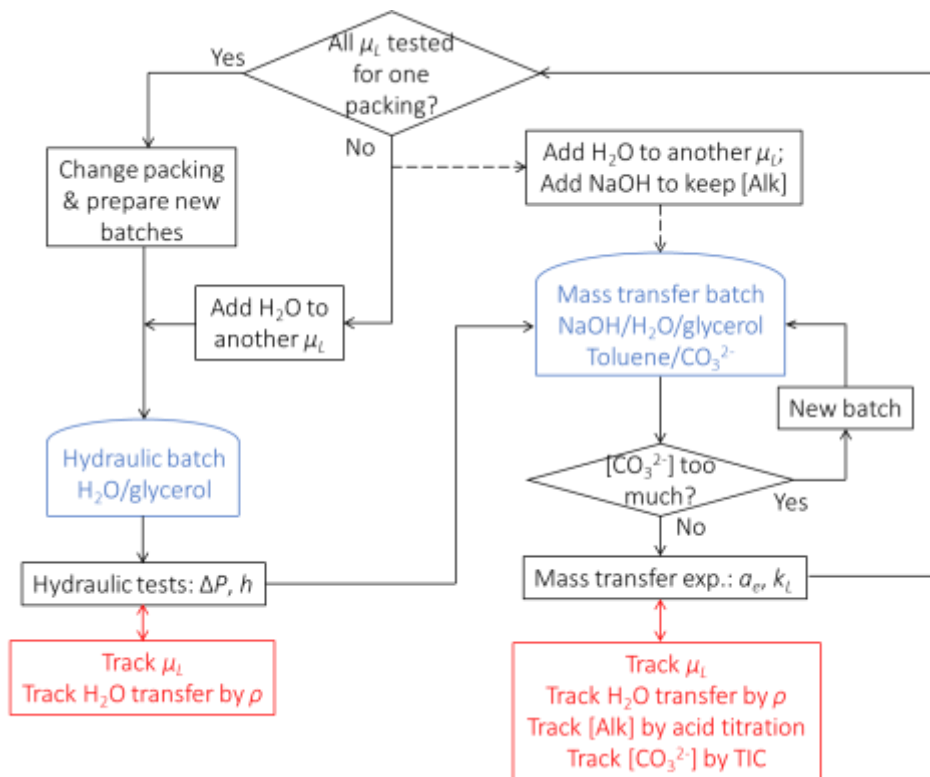 All μL tested
for one
packing?
Yes
No
Change packing
& prepare new
batches
Add H2O to another μL;
Add NaOH to keep [Alk]
Add H2O to
another μL
Mass transfer batch
NaOH/H2O/glycerol
Toluene/CO3²⁻
New batch
Hydraulic batch
H2O/glycerol
[CO3²⁻] too
much?
Yes
No
Hydraulic tests: ΔP, h
Mass transfer exp.: ae, kL
Track μL
Track H2O transfer by ρ
Track μL
Track H2O transfer by ρ
Track [Alk] by acid titration
Track [CO3²⁻] by TIC